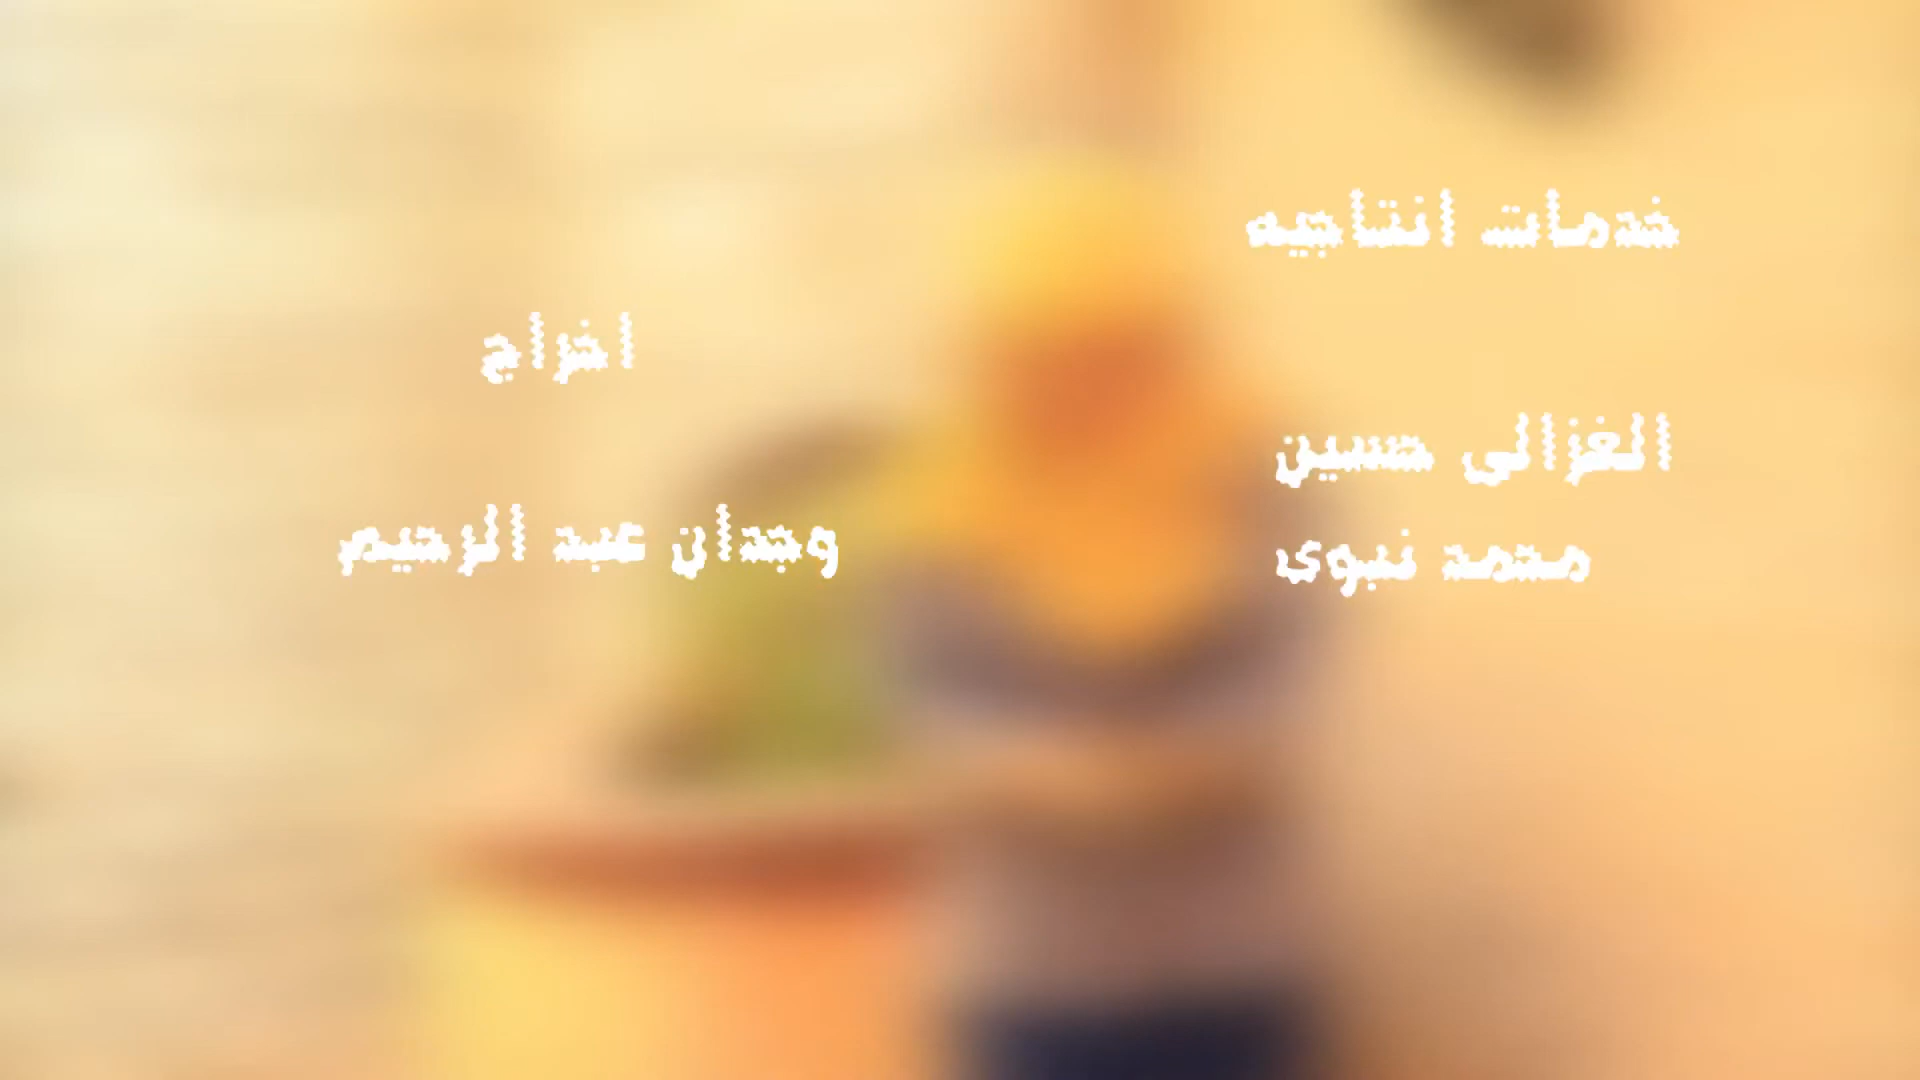 خدمات انتاجيه
الغزالى حسين
محمد نبوى
اخراج
وجدان عبد الرحيم